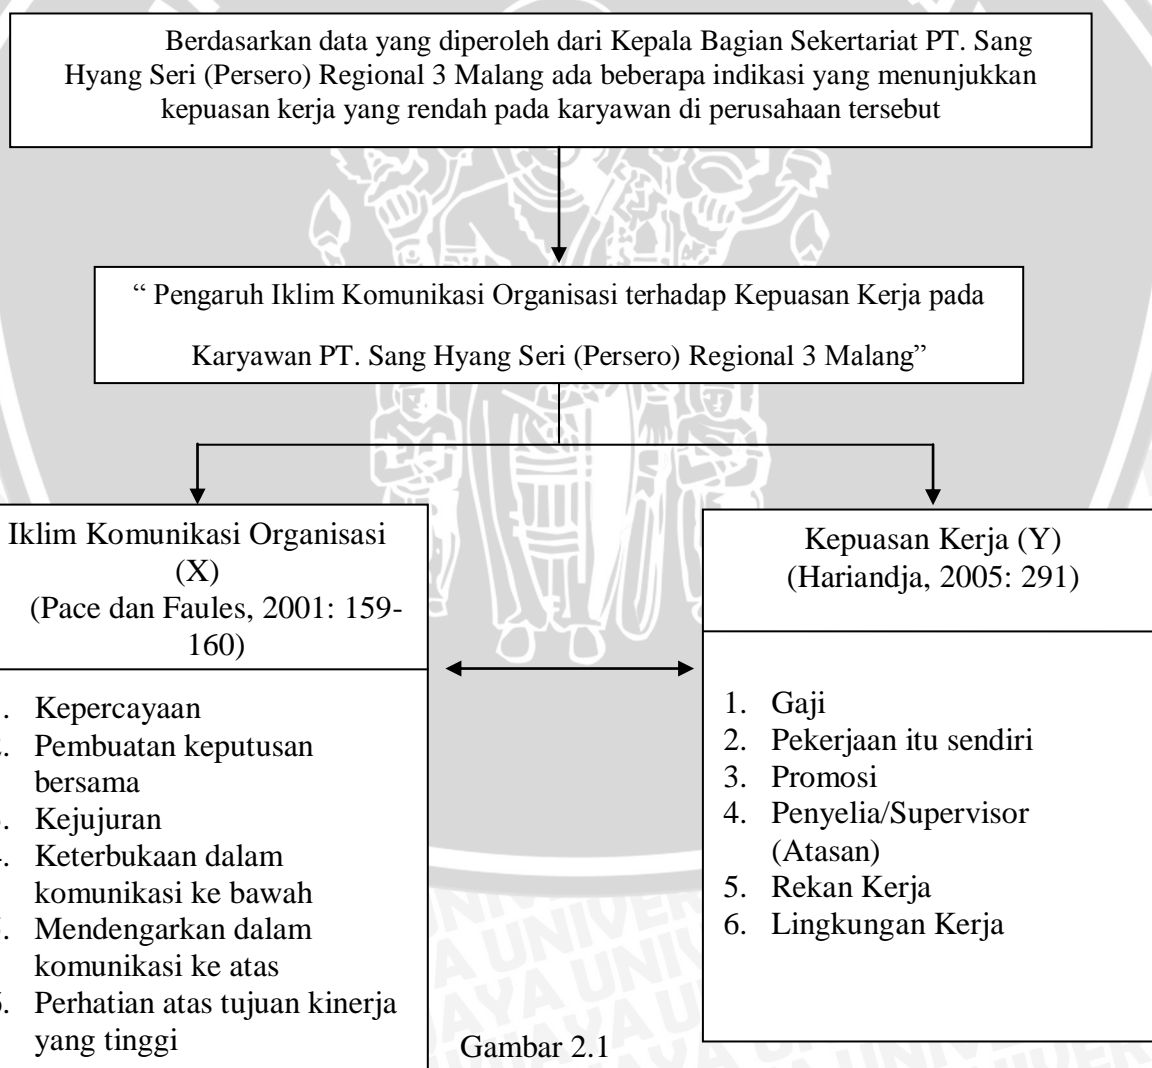 Berdasarkan data yang diperoleh dari Kepala Bagian Sekertariat PT. Sang
Hyang Seri (Persero) Regional 3 Malang ada beberapa indikasi yang menunjukkan
kepuasan kerja yang rendah pada karyawan di perusahaan tersebut
“ Pengaruh Iklim Komunikasi Organisasi terhadap Kepuasan Kerja pada
Karyawan PT. Sang Hyang Seri (Persero) Regional 3 Malang”
Iklim Komunikasi Organisasi
(X)
(Pace dan Faules, 2001: 159-
160)
. Kepercayaan
. Pembuatan keputusan
bersama
. Kejujuran
. Keterbukaan dalam
komunikasi ke bawah
. Mendengarkan dalam
komunikasi ke atas
. Perhatian atas tujuan kinerja
yang tinggi
Kepuasan Kerja (Y)
(Hariandja, 2005: 291)
1. Gaji
2. Pekerjaan itu sendiri
3. Promosi
4. Penyelia/Supervisor
(Atasan)
5. Rekan Kerja
6. Lingkungan Kerja
Gambar 2.1